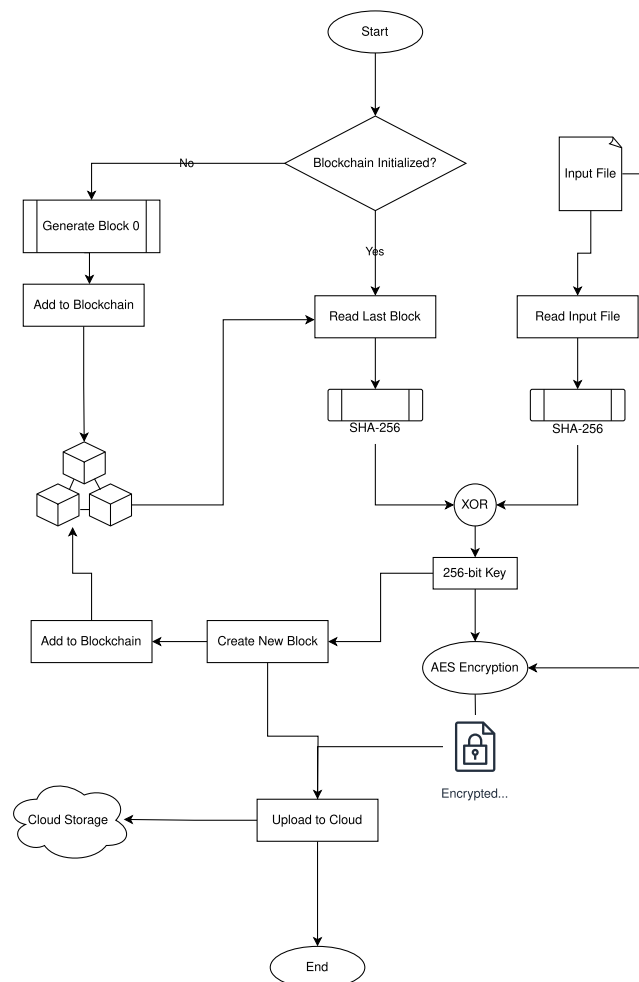 Start
Blockchain Initialized?
Input File
No
Generate Block 0
Yes
Add to Blockchain
Read Last Block
Read Input File
SHA-256
SHA-256
XOR
256-bit Key
Add to Blockchain
Create New Block
AES Encryption
Encrypted...
Cloud Storage
Upload to Cloud
End